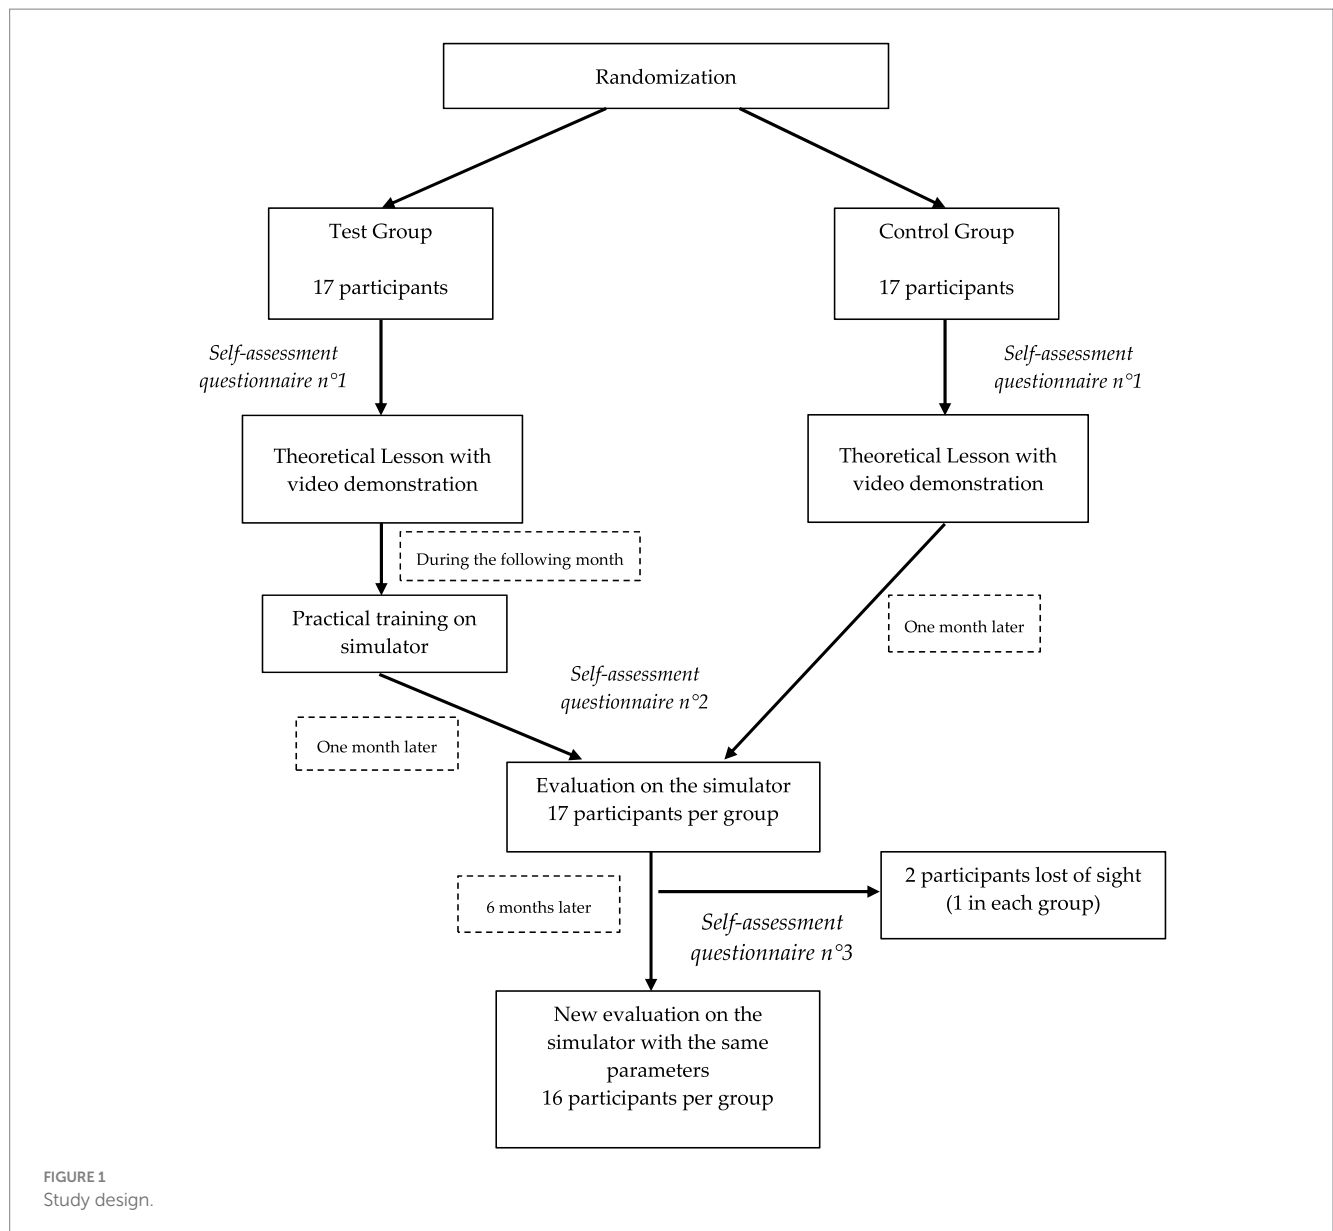 Randomization
Test Group
17 participants
Control Group
17 participants
Self-assessment
questionnaire n°1
Self-assessment
questionnaire n°1
Theoretical Lesson with
video demonstration
Theoretical Lesson with
video demonstration
During the following month
Practical training on
simulator
One month later
Self-assessment
questionnaire n°2
One month later
Evaluation on the simulator
17 participants per group
2 participants lost of sight
(1 in each group)
6 months later
Self-assessment
questionnaire n°3
New evaluation on the
simulator with the same
parameters
16 participants per group
FIGURE 1
Study design.